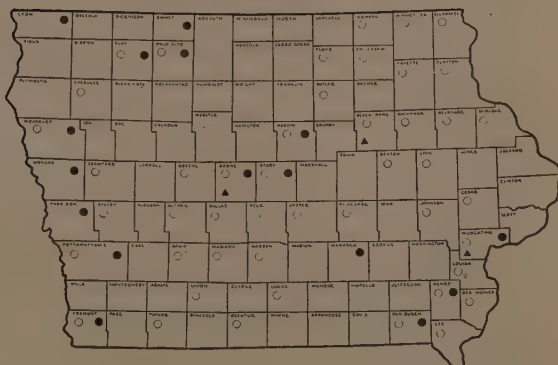 LYON OSCEOLA DICKINSON EMMET KOSSUTH WINNEBAGO WORTH MITCHELL HOWARD WINNESHIEK ALLAMAKEE
SIOUX O'BRIEN CLAY PALO ALTO HANCOCK CERRO GORDO FLOYD CHICKASAW FAYETTE CLAYTON
PLYMOUTH CHEROKEE BUENA VISTA POCAHONTAS HUMBOLDT WRIGHT FRANKLIN BUTLER BREMER
WOODBURY IDA SAC CALHOUN WEBSTER HAMILTON HARDIN GRUNDY BLACK HAWK BUCHANAN DELAWARE DUBUQUE
MONONA CRAWFORD CARROLL GREENE BOONE STORY MARSHALL TAMA BENTON LINN JONES JACKSON
CLINTON
HARRISON SHELBY AUDUBON GUTHRIE DALLAS POLK JASPER POWESHIEK IOWA JOHNSON CEDAR SCOTT
MUSCATINE
POTTAWATTAMIE CASS ADAIR MADISON WARREN MARION MAHASKA KEOKUK WASHINGTON
LOUISA
MILLS MONTGOMERY ADAMS UNION CLARKE LUCAS MONROE WAPELLO JEFFERSON HENRY DES MOINES
FREMONT PAGE TAYLOR RINGGOLD DECATUR WAYNE APPANOOSE DAVIS VAN BUREN LEE